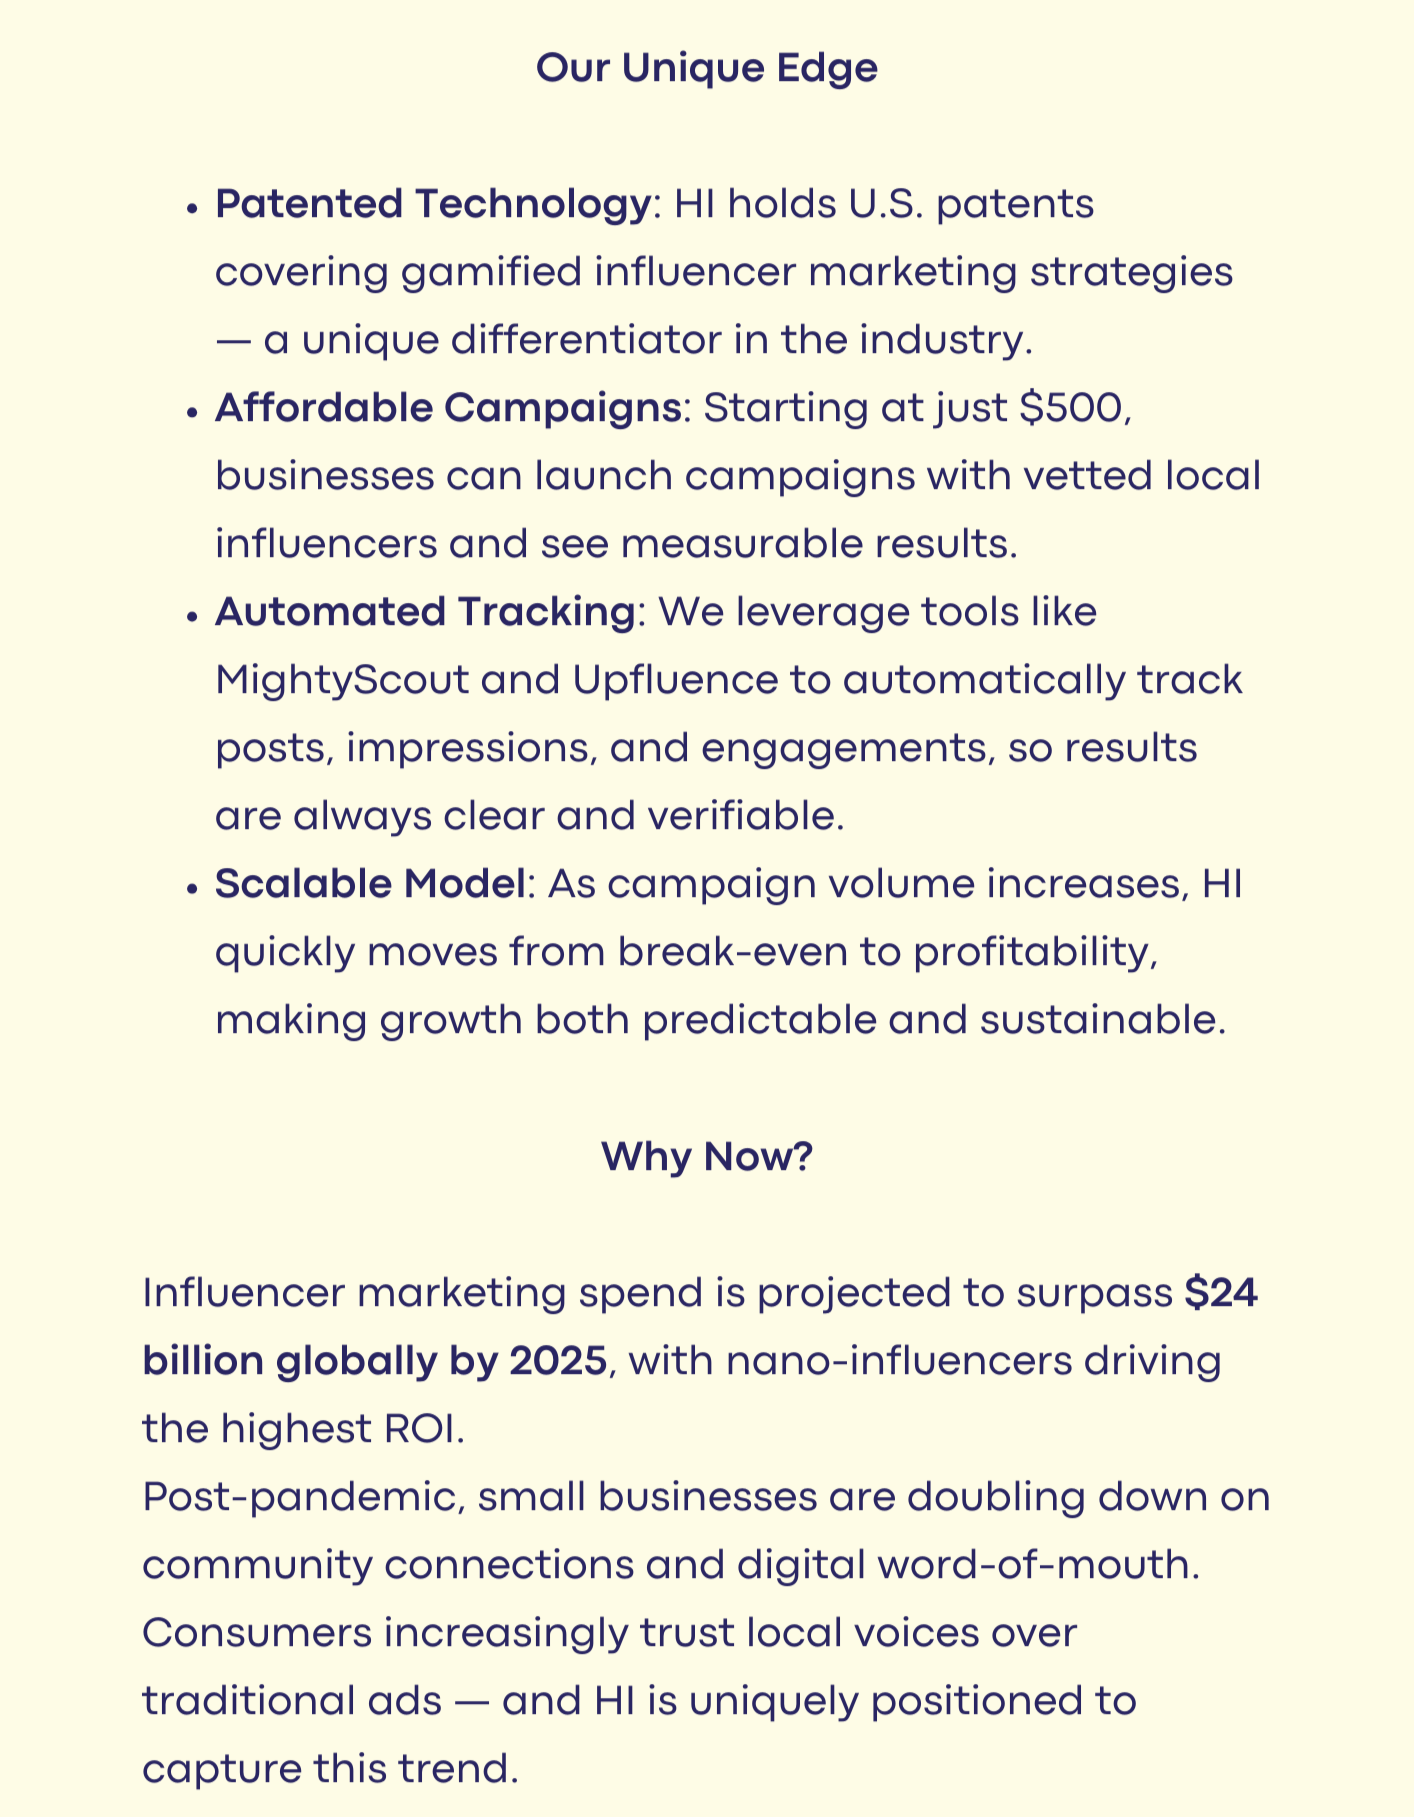 Our Unique Edge
• Patented Technology: HI holds U.S. patents
covering gamified influencer marketing strategies
— a unique differentiator in the industry.
• Affordable Campaigns: Starting at just $500,
businesses can launch campaigns with vetted local
influencers and see measurable results.
• Automated Tracking: We leverage tools like
MightyScout and Upfluence to automatically track
posts, impressions, and engagements, so results
are always clear and verifiable.
• Scalable Model: As campaign volume increases, HI
quickly moves from break-even to profitability,
making growth both predictable and sustainable.
Why Now?
Influencer marketing spend is projected to surpass $24
billion globally by 2025, with nano-influencers driving
the highest ROI.
Post-pandemic, small businesses are doubling down on
community connections and digital word-of-mouth.
Consumers increasingly trust local voices over
traditional ads — and HI is uniquely positioned to
capture this trend.